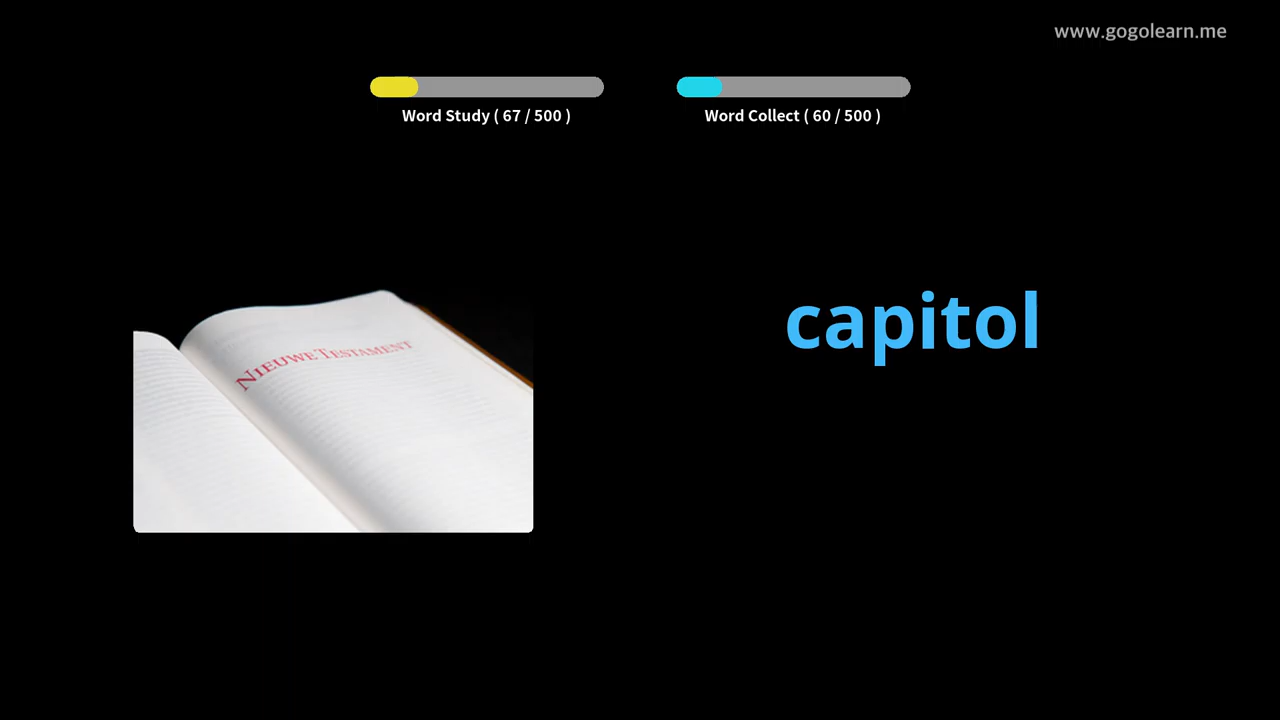 www.gogolearn.me
Word Study ( 67 / 500 )
Word Collect ( 60 / 500 )
NIEUWE TESTAMENT
capitol